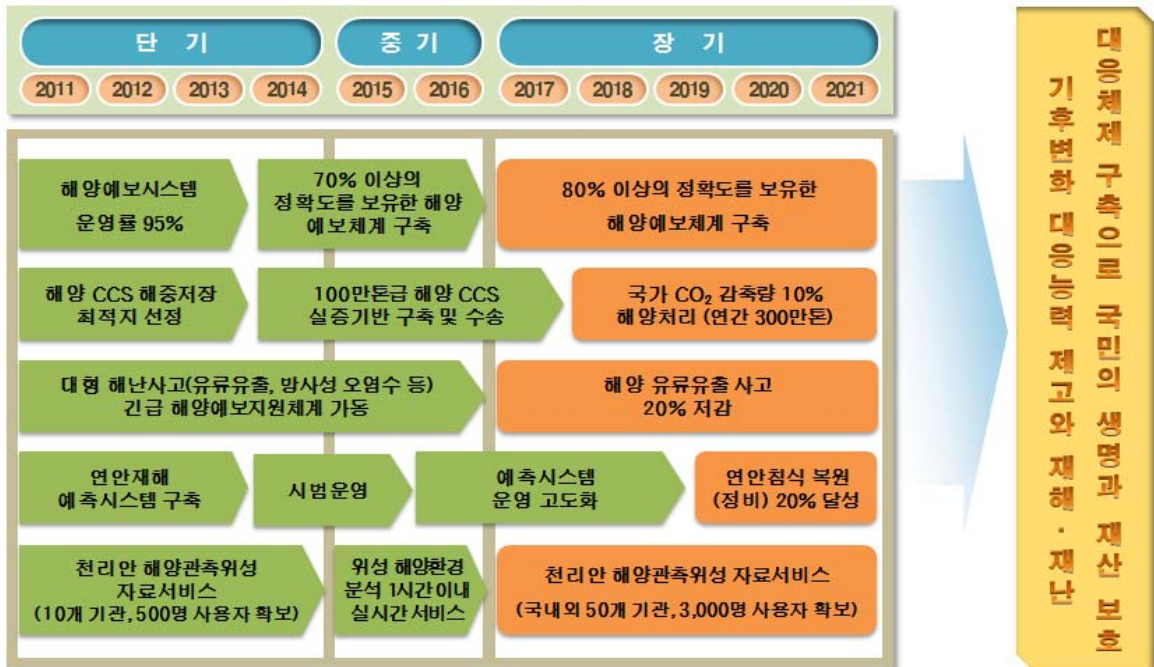 단 기
중 기
장 기
2011
2012
2013
2014
2015
2016
2017
2018
2019
2020
2021
해양예보시스템
운영률 95%
70% 이상의
정확도를 보유한 해양
예보체계 구축
80% 이상의 정확도를 보유한
해양예보체계 구축
해양 CCS 해중저장
최적지 선정
100만톤급 해양 CCS
실증기반 구축 및 수송
국가 CO₂ 감축량 10%
해양처리 (연간 300만톤)
대형 해난사고(유류유출, 방사성 오염수 등)
긴급 해양예보지원체계 가동
해양 유류유출 사고
20% 저감
연안재해
예측시스템 구축
시범운영
예측시스템
운영 고도화
연안침식 복원
(정비) 20% 달성
천리안 해양관측위성
자료서비스
(10개 기관, 500명 사용자 확보)
위성 해양환경
분석 1시간 이내
실시간 서비스
천리안 해양관측위성 자료서비스
(국내외 50개 기관, 3,000명 사용자 확보)
기후변화 대응능력 제고와 재해·재난
대응체제 구축으로 국민의 생명과 재산 보호